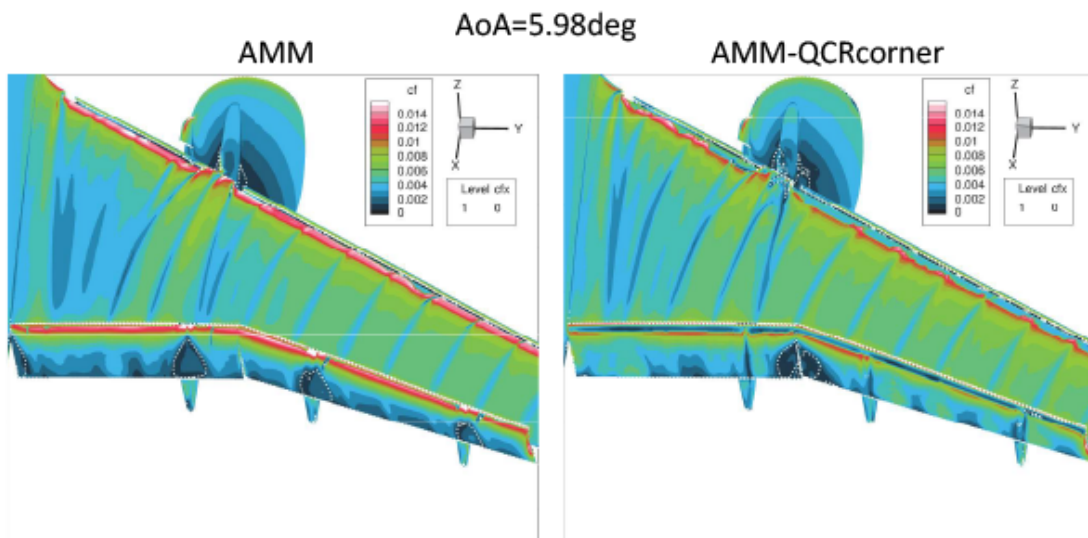 AoA=5.98deg
AMM
AMM-QCRcorner
cf
0.014
0.012
0.01
0.008
0.006
0.004
0.002
0
Z
Y
X
Level cfx
1 0
cf
0.014
0.012
0.01
0.008
0.006
0.004
0.002
0
Z
Y
X
Level cfx
1 0